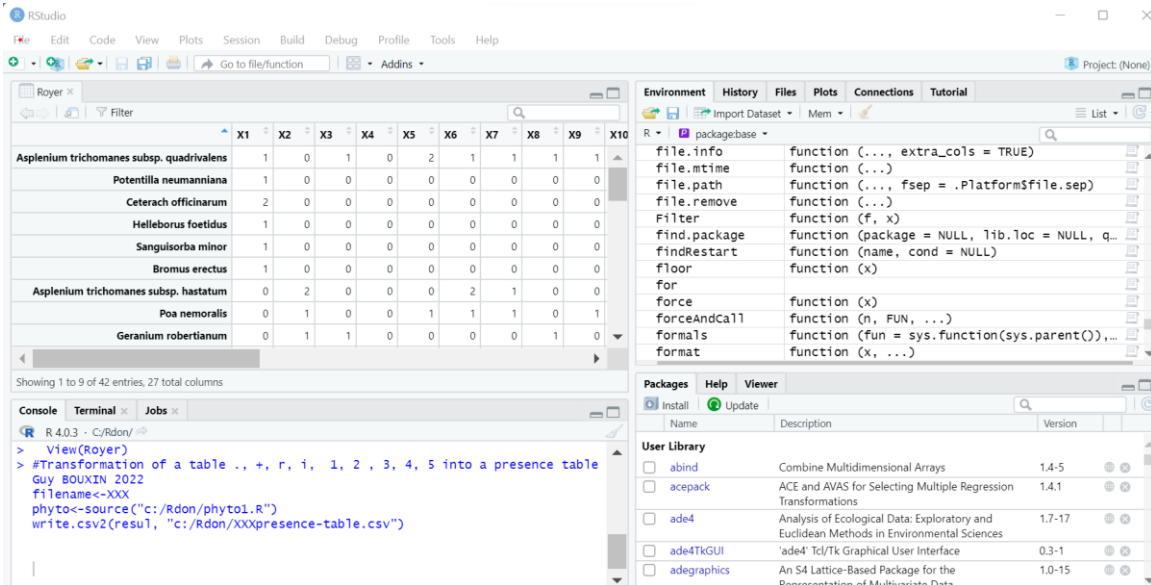 RStudio
File Edit Code View Plots Session Build Debug Profile Tools Help
Go to file/function Addins Project: (None)
Royer
Filter
X1 X2 X3 X4 X5 X6 X7 X8 X9 X10
Asplenium trichomanes subsp. quadrivalens 1 0 1 0 2 1 1 1 1
Potentilla neumanniana 1 0 0 0 0 0 0 0 0
Ceterach officinarum 2 0 0 0 0 0 0 0 0
Helleborus foetidus 1 0 0 0 0 0 0 0 0
Sanguisorba minor 1 0 0 0 0 0 0 0 0
Bromus erectus 1 0 0 0 0 0 0 0 0
Asplenium trichomanes subsp. hastatum 0 2 0 0 0 2 1 0 0
Poa nemoralis 0 1 0 0 1 1 1 0 1
Geranium robertianum 0 1 1 0 0 0 0 1 0
Showing 1 to 9 of 42 entries, 27 total columns
Console Terminal Jobs
R 4.0.3 · C:/Rdon/
> View(Royer)
> #Transformation of a table ., +, r, i, 1, 2 , 3, 4, 5 into a presence table
Guy BOUXIN 2022
filename<-XXX
phyto<-source("c:/Rdon/phyto1.R")
write.csv2(resul, "c:/Rdon/XXXpresence-table.csv")
Environment History Files Plots Connections Tutorial
Import Dataset Mem List
R package:base
file.info function (..., extra_cols = TRUE)
file.mtime function (...)
file.path function (..., fsep = .Platform$file.sep)
file.remove function (...)
Filter function (f, x)
find.package function (package = NULL, lib.loc = NULL, q…
findRestart function (name, cond = NULL)
floor function (x)
for
force function (x)
forceAndCall function (n, FUN, ...)
formals function (fun = sys.function(sys.parent()),…
format function (x, ...)
Packages Help Viewer
Install Update
Name Description Version
User Library
abind Combine Multidimensional Arrays 1.4-5
acepack ACE and AVAS for Selecting Multiple Regression 1.4.1
Transformations
ade4 Analysis of Ecological Data: Exploratory and 1.7-17
Euclidean Methods in Environmental Sciences
ade4TkGUI 'ade4' Tcl/Tk Graphical User Interface 0.3-1
adegraphics An S4 Lattice-Based Package for the 1.0-15
Representation of Multivariate Data